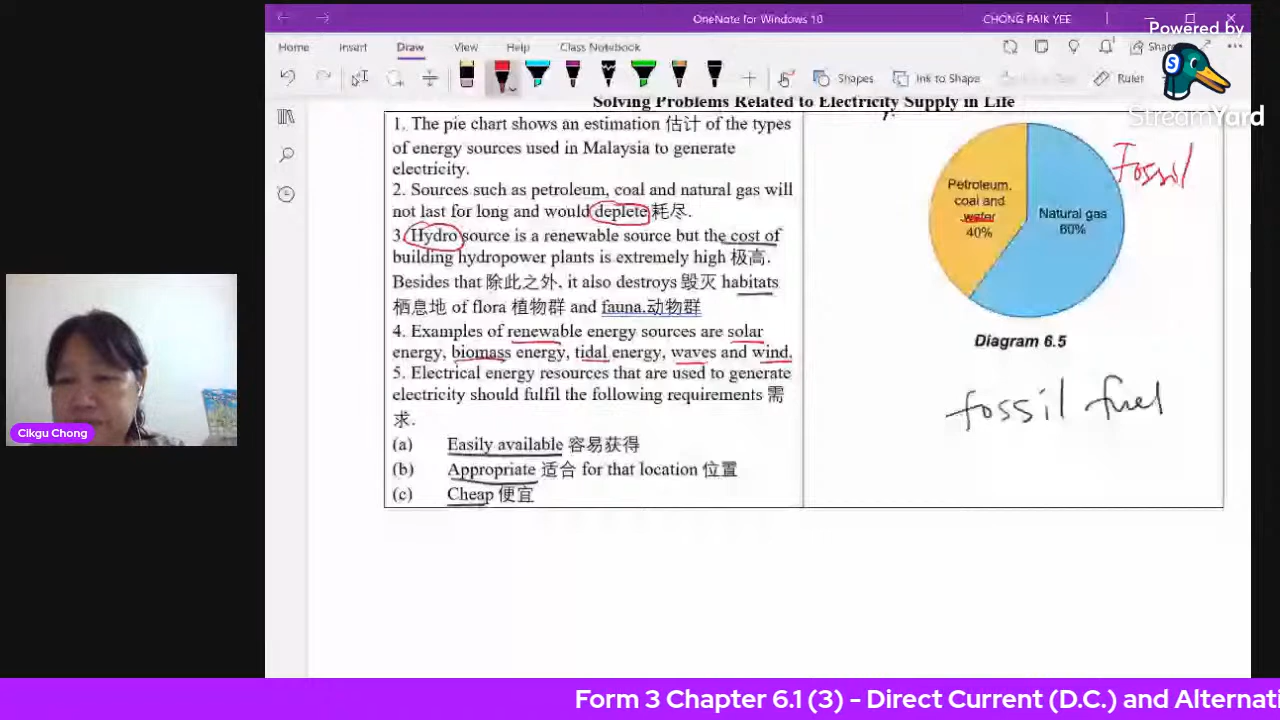 OneNote for Windows 10
CHONG PAIK YEE
Powered by
StreamYard
Home Insert Draw View Help Class Notebook Share
Shapes Ink to Shape Ruler
Solving Problems Related to Electricity Supply in Life
1. The pie chart shows an estimation 估计 of the types
of energy sources used in Malaysia to generate
electricity.
2. Sources such as petroleum, coal and natural gas will
not last for long and would deplete 耗尽.
3. Hydro source is a renewable source but the cost of
building hydropower plants is extremely high 极高.
Besides that 除此之外, it also destroys 毁灭 habitats
栖息地 of flora 植物群 and fauna.动物群
4. Examples of renewable energy sources are solar
energy, biomass energy, tidal energy, waves and wind.
5. Electrical energy resources that are used to generate
electricity should fulfil the following requirements 需
求.
(a) Easily available 容易获得
(b) Appropriate 适合 for that location 位置
(c) Cheap 便宜
Petroleum,
coal and
water
40%
Natural gas
60%
Fossil
Diagram 6.5
fossil fuel
Cikgu Chong
Form 3 Chapter 6.1 (3) - Direct Current (D.C.) and Alternati